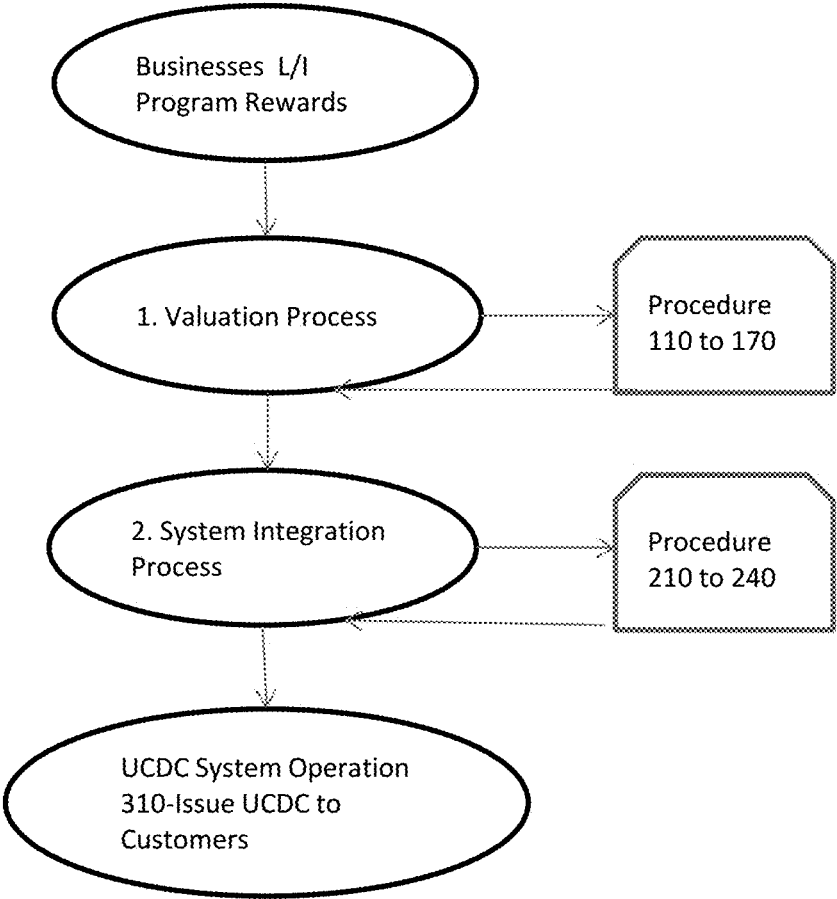 Businesses L/I
Program Rewards
1. Valuation Process
Procedure
110 to 170
2. System Integration
Process
Procedure
210 to 240
UCDC System Operation
310-Issue UCDC to
Customers